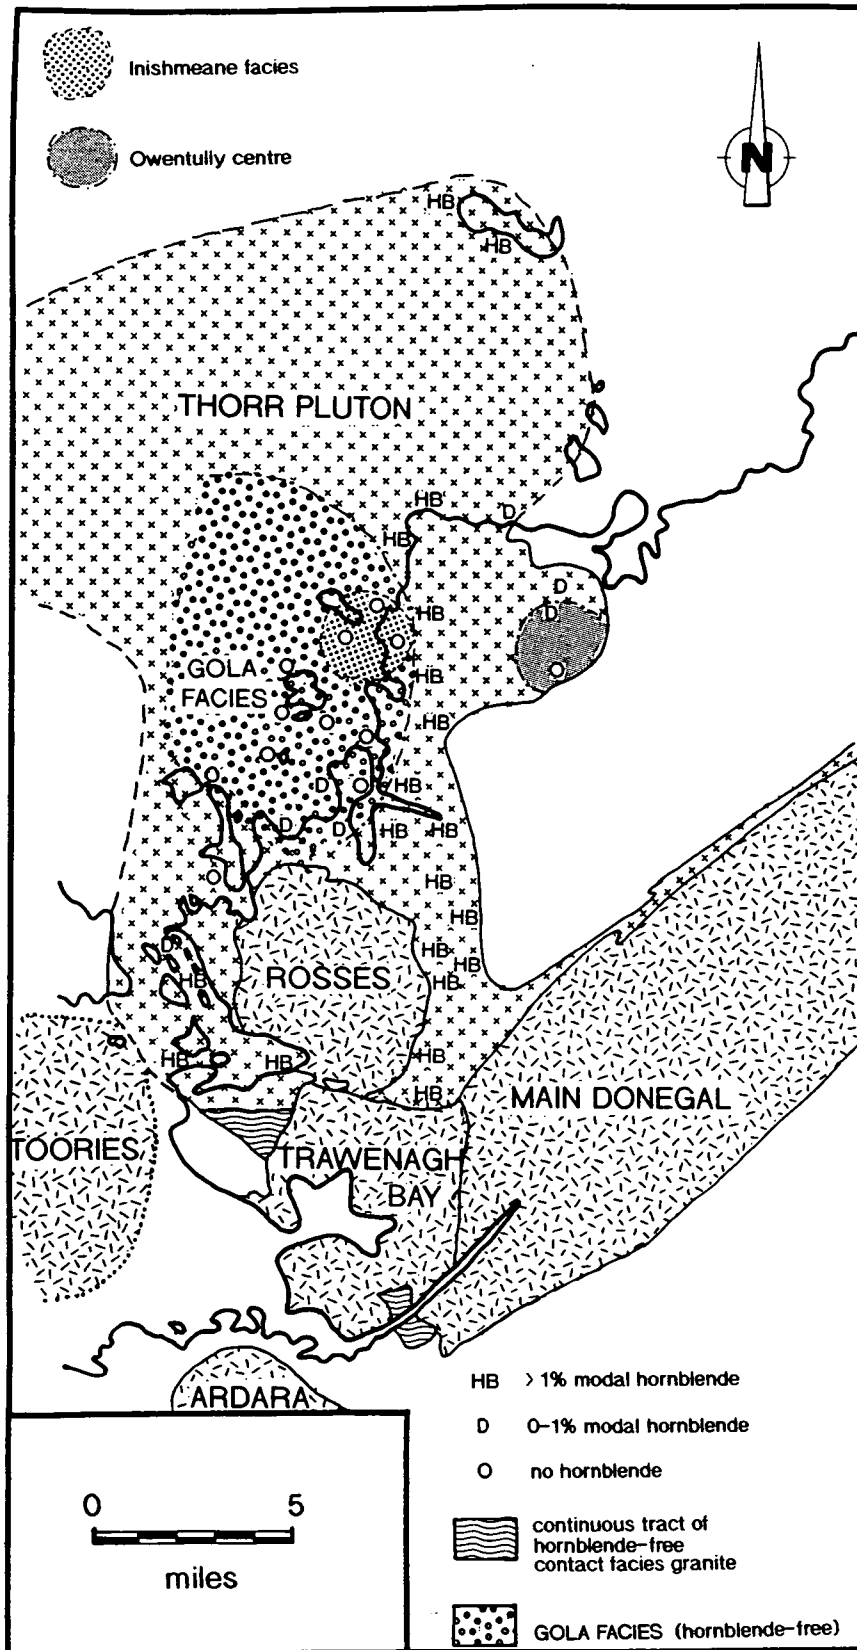 Inishmeane facies
Owentully centre
N
HB
HB
THORR PLUTON
HB
D
HB
D
HB
D
O
O
O
O
HB
O
GOLA
FACIES
HB
O
O
O
O
O
D
O
HB
D
D
HB
HB
O
HB
HB
D
HB
HB
HB
ROSSES
HB
HB
HB
HB
HB
MAIN DONEGAL
TOORIES
TRAWENAGH
BAY
ARDARA
HB >1% modal hornblende
D 0-1% modal hornblende
O no hornblende
continuous tract of
hornblende-free
contact facies granite
GOLA FACIES (hornblende-free)
0 5
miles